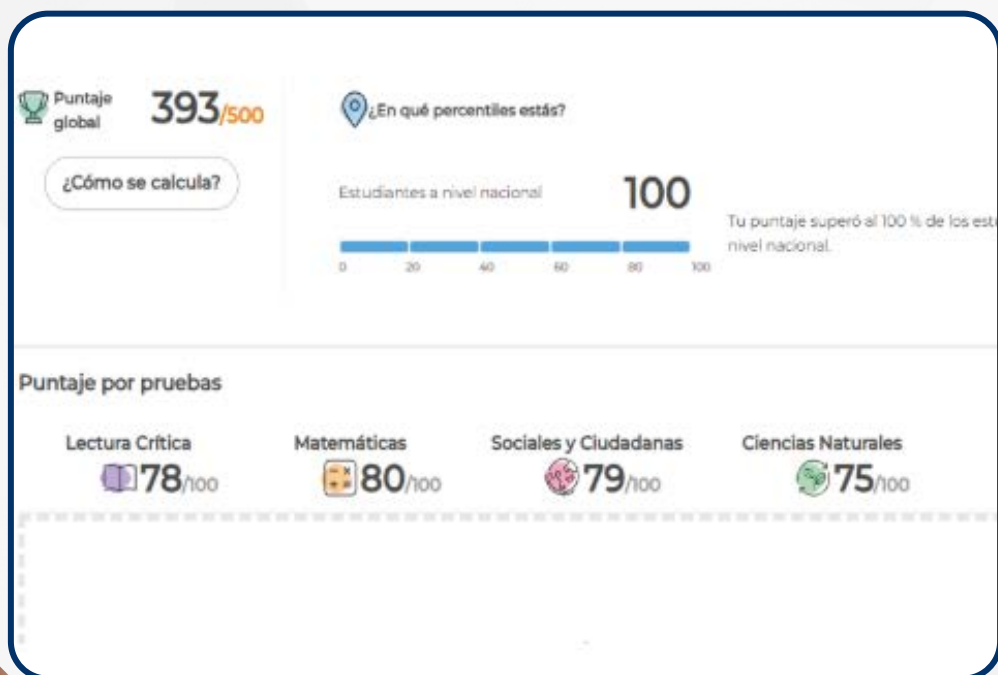 Puntaje global
393/500
¿Cómo se calcula?
¿En qué percentiles estás?
Estudiantes a nivel nacional
100
0 20 40 60 80 100
Tu puntaje superó al 100 % de los
nivel nacional.
Puntaje por pruebas
Lectura Crítica
78/100
Matemáticas
80/100
Sociales y Ciudadanas
79/100
Ciencias Naturales
75/100